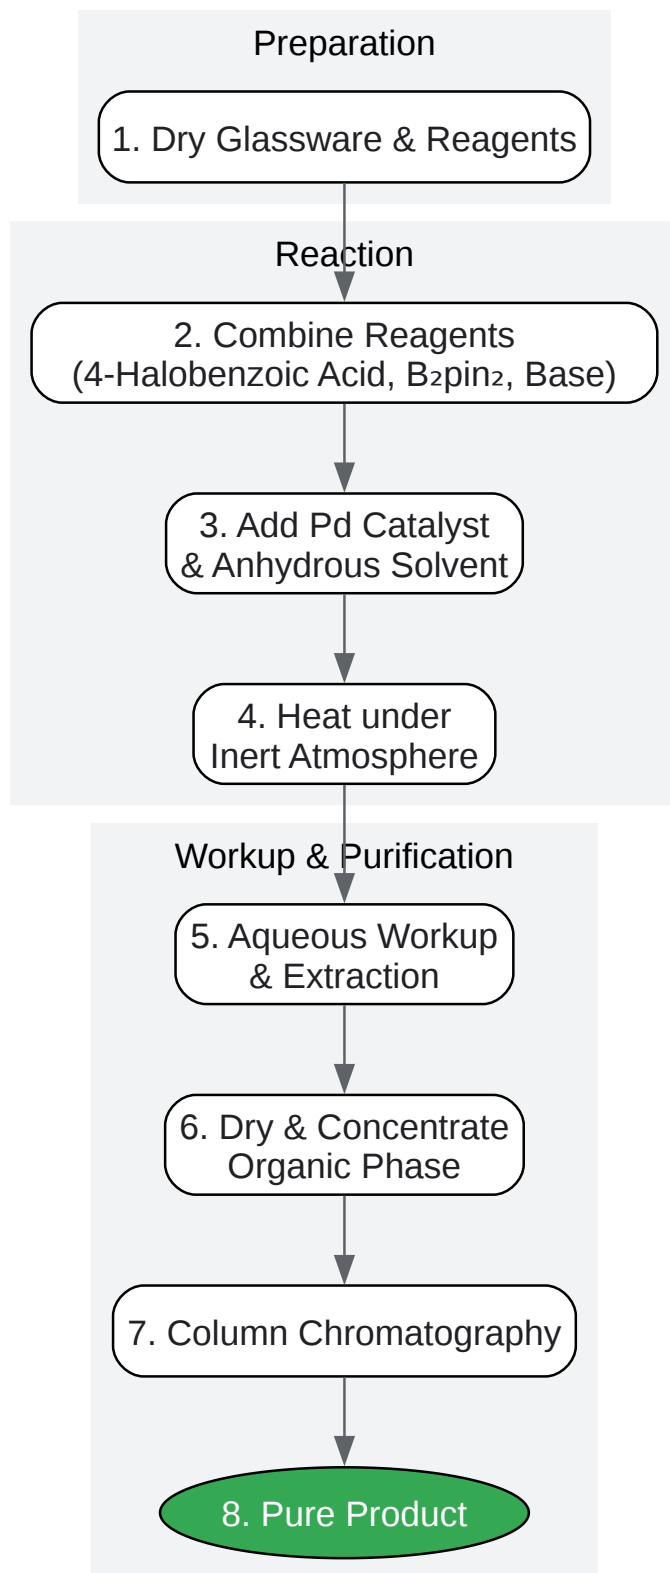 Preparation
1. Dry Glassware & Reagents
Reaction
2. Combine Reagents
(4-Halobenzoic Acid, B₂pin₂, Base)
3. Add Pd Catalyst
& Anhydrous Solvent
4. Heat under
Inert Atmosphere
Workup & Purification
5. Aqueous Workup
& Extraction
6. Dry & Concentrate
Organic Phase
7. Column Chromatography
8. Pure Product